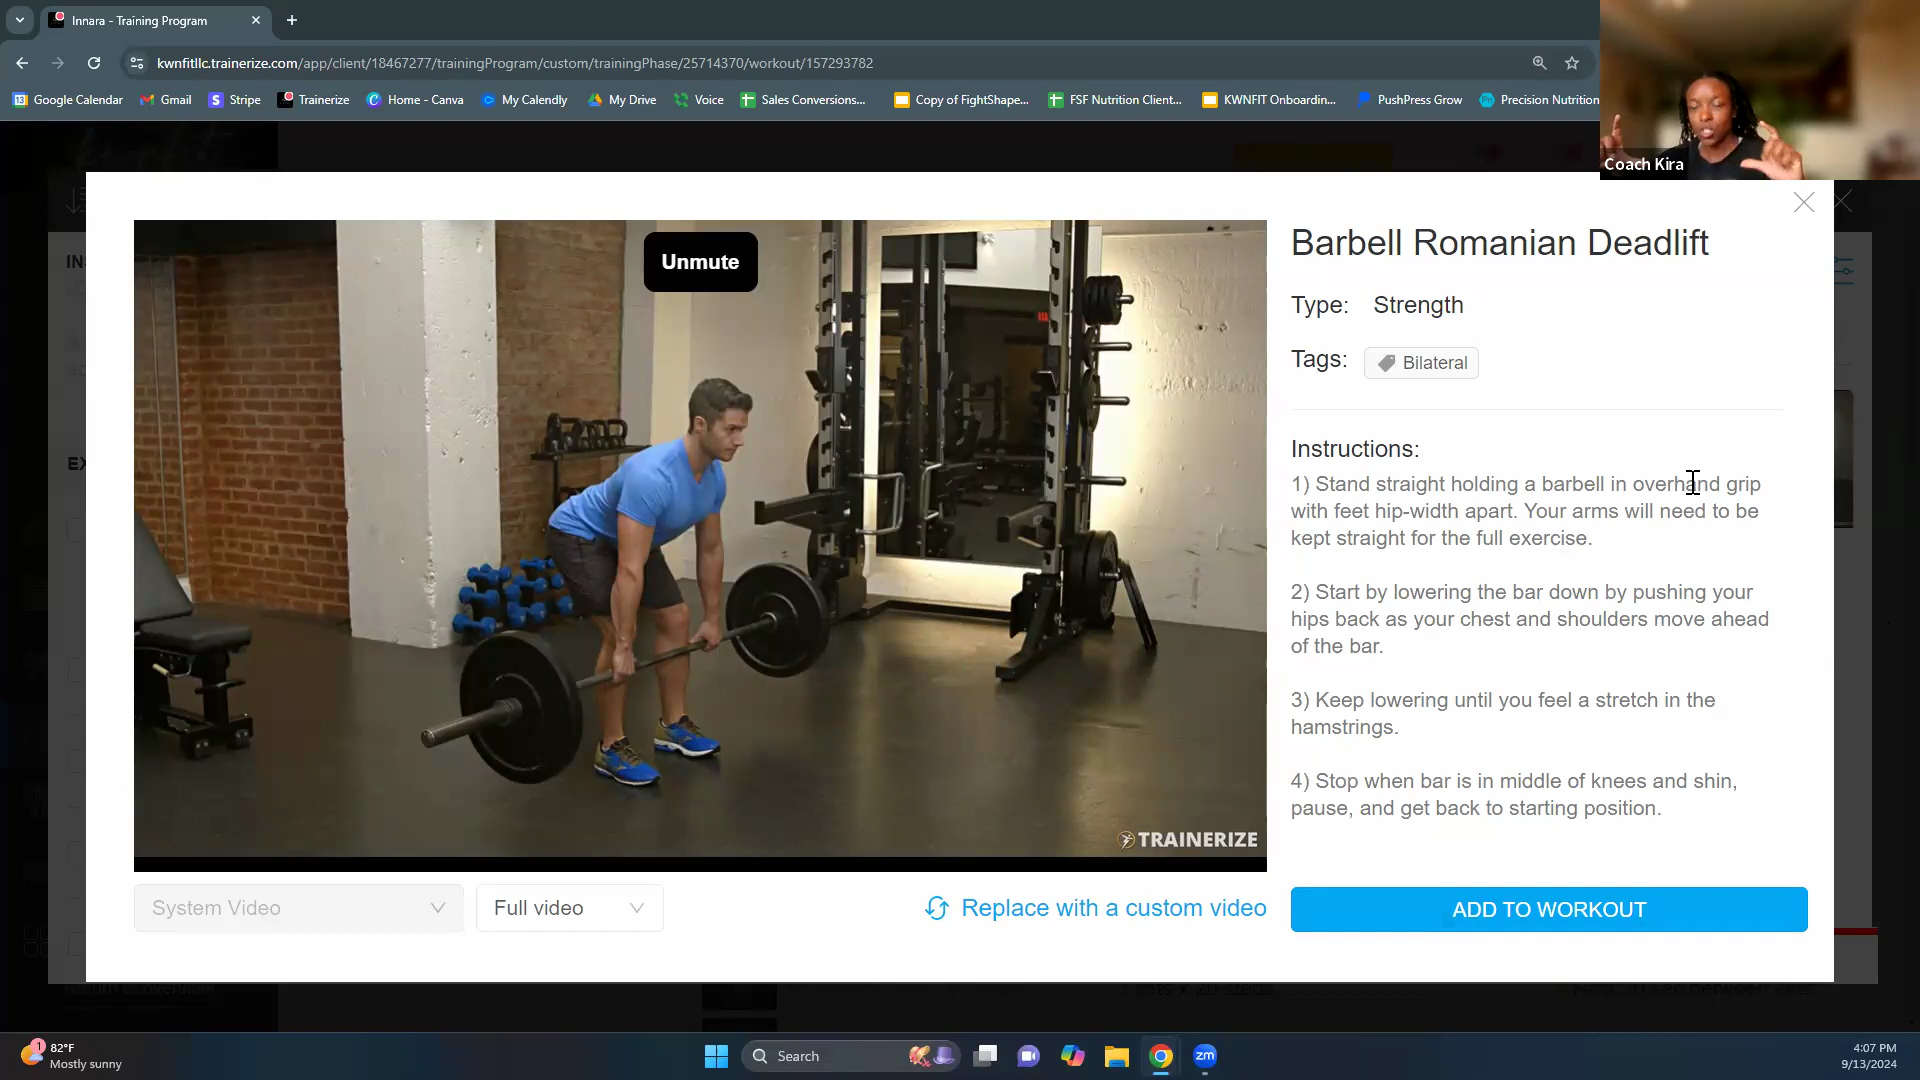 Innara - Training Program
kwnfitllc.trainerize.com/app/client/18467277/trainingProgram/custom/trainingPhase/25714370/workout/157293782
Google Calendar
Gmail
Stripe
Trainerize
Home - Canva
My Calendly
My Drive
Voice
Sales Conversions...
Copy of FightShape...
FSF Nutrition Client...
KWNFIT Onboardin...
PushPress Grow
Precision Nutrition
Coach Kira
Unmute
TRAINERIZE
System Video
Full video
Replace with a custom video
Barbell Romanian Deadlift
Type: Strength
Tags: Bilateral
Instructions:
1) Stand straight holding a barbell in overhand grip
with feet hip-width apart. Your arms will need to be
kept straight for the full exercise.
2) Start by lowering the bar down by pushing your
hips back as your chest and shoulders move ahead
of the bar.
3) Keep lowering until you feel a stretch in the
hamstrings.
4) Stop when bar is in middle of knees and shin,
pause, and get back to starting position.
ADD TO WORKOUT
1
82°F
Mostly sunny
Search
zm
4:07 PM
9/13/2024